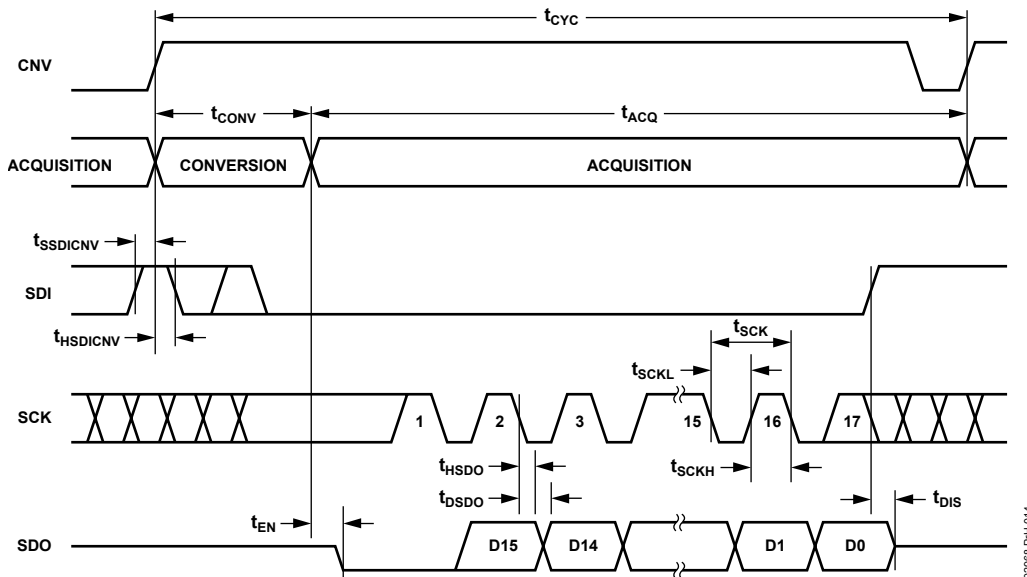 tCYC
CNV
tCONV
tACQ
ACQUISITION
CONVERSION
ACQUISITION
tSSDICNV
SDI
tHSDICNV
tSCK
tSCKL
SCK
1
2
3
15
16
17
tHSDO
tSCKH
tDSDO
tDIS
tEN
SDO
D15
D14
D1
D0